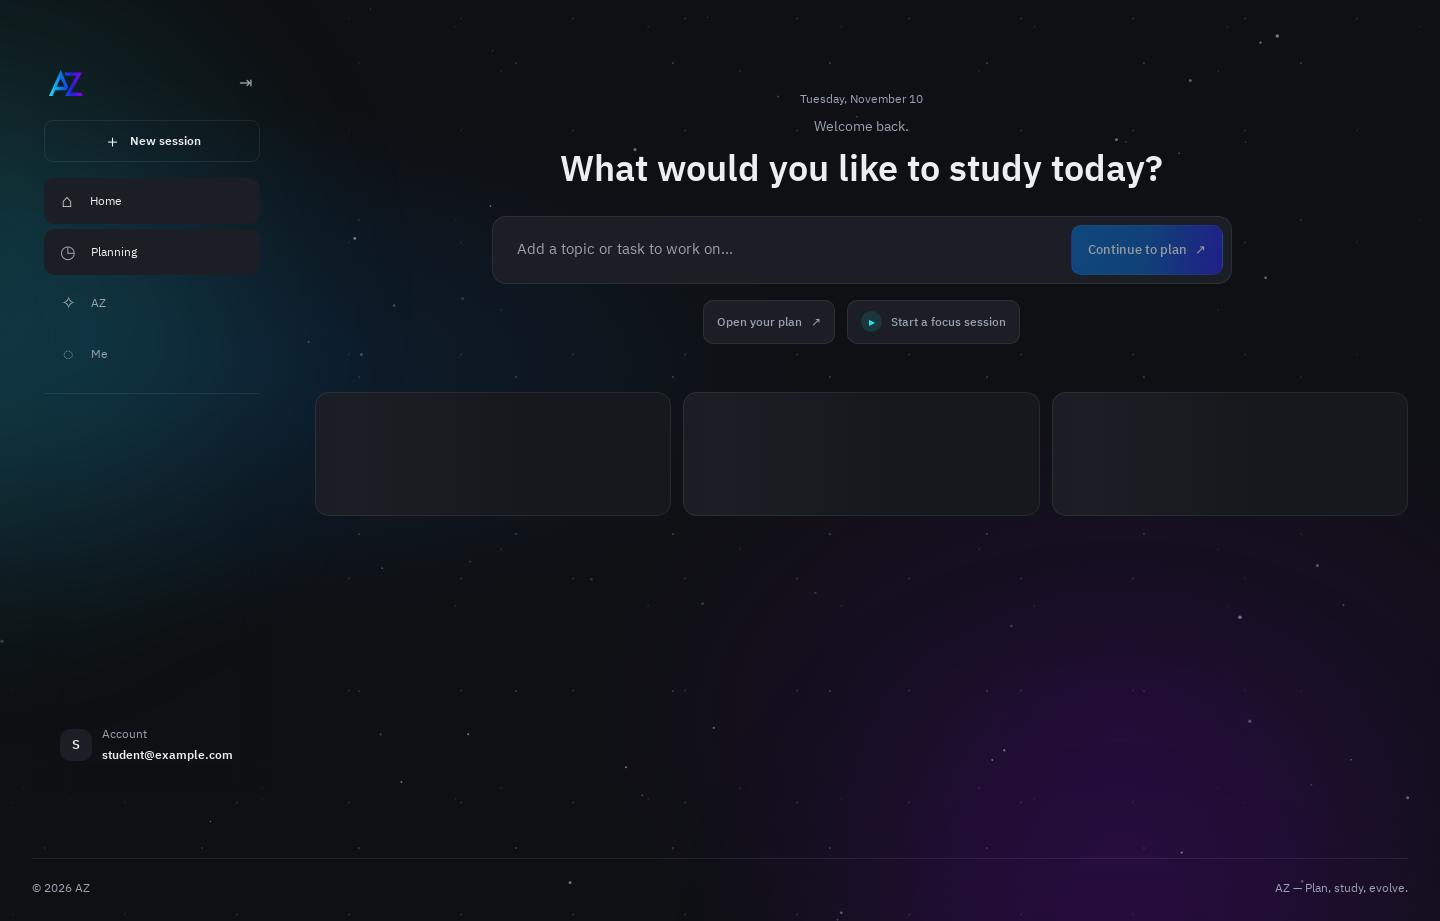 AZ
New session
Home
Planning
AZ
Me
Tuesday, November 10
Welcome back.
What would you like to study today?
Add a topic or task to work on...
Continue to plan ↗
Open your plan ↗
Start a focus session
S
Account
student@example.com
© 2026 AZ
AZ — Plan, study, evolve.